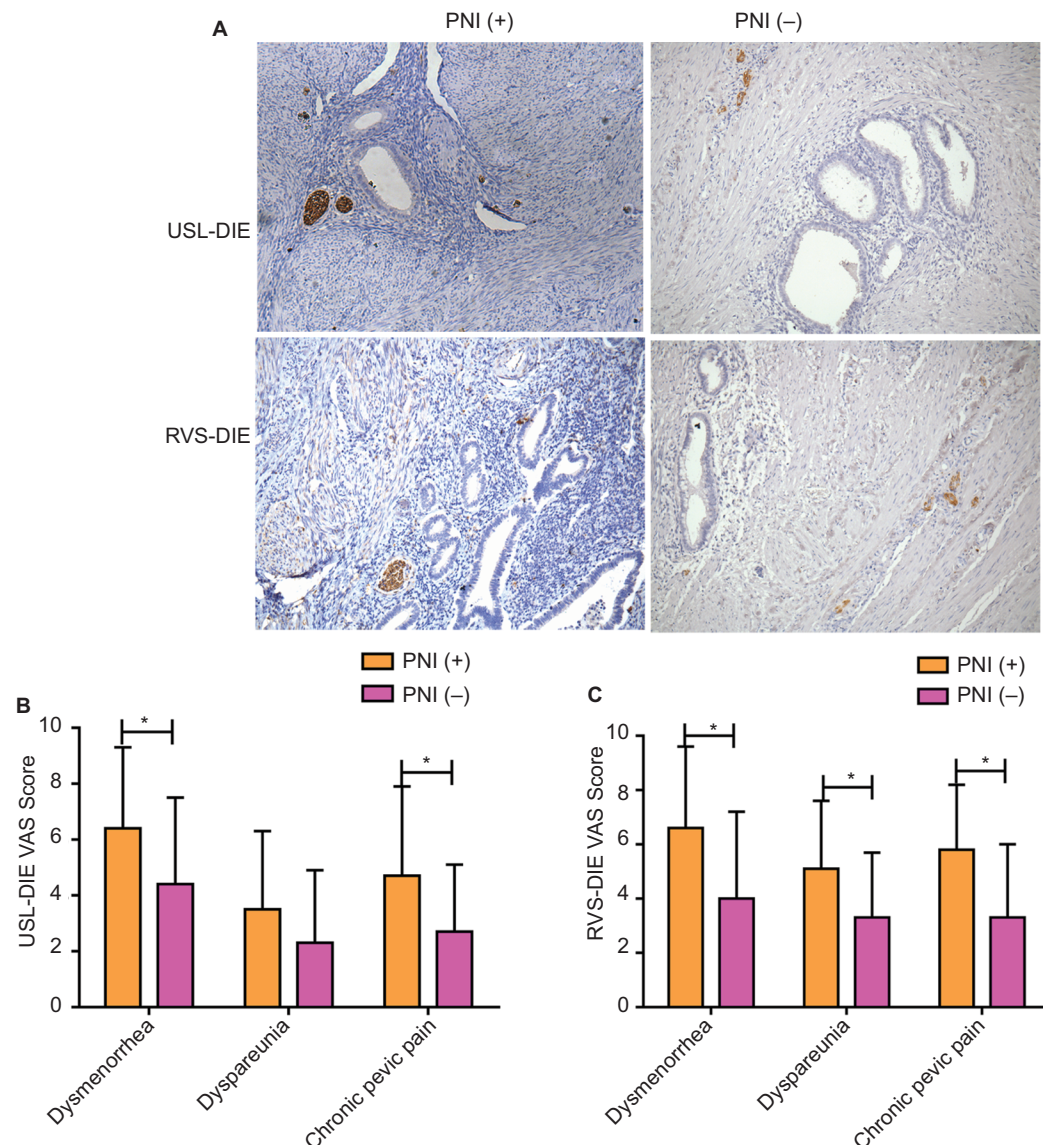 A
PNI (+)
PNI (–)
USL-DIE
RVS-DIE
B
PNI (+)
PNI (–)
USL-DIE VAS Score
10
8
6
4
2
0
*
*
Dysmenorrhea
Dyspareunia
Chronic pevic pain
C
PNI (+)
PNI (–)
RVS-DIE VAS Score
10
8
6
4
2
0
*
*
*
Dysmenorrhea
Dyspareunia
Chronic pevic pain